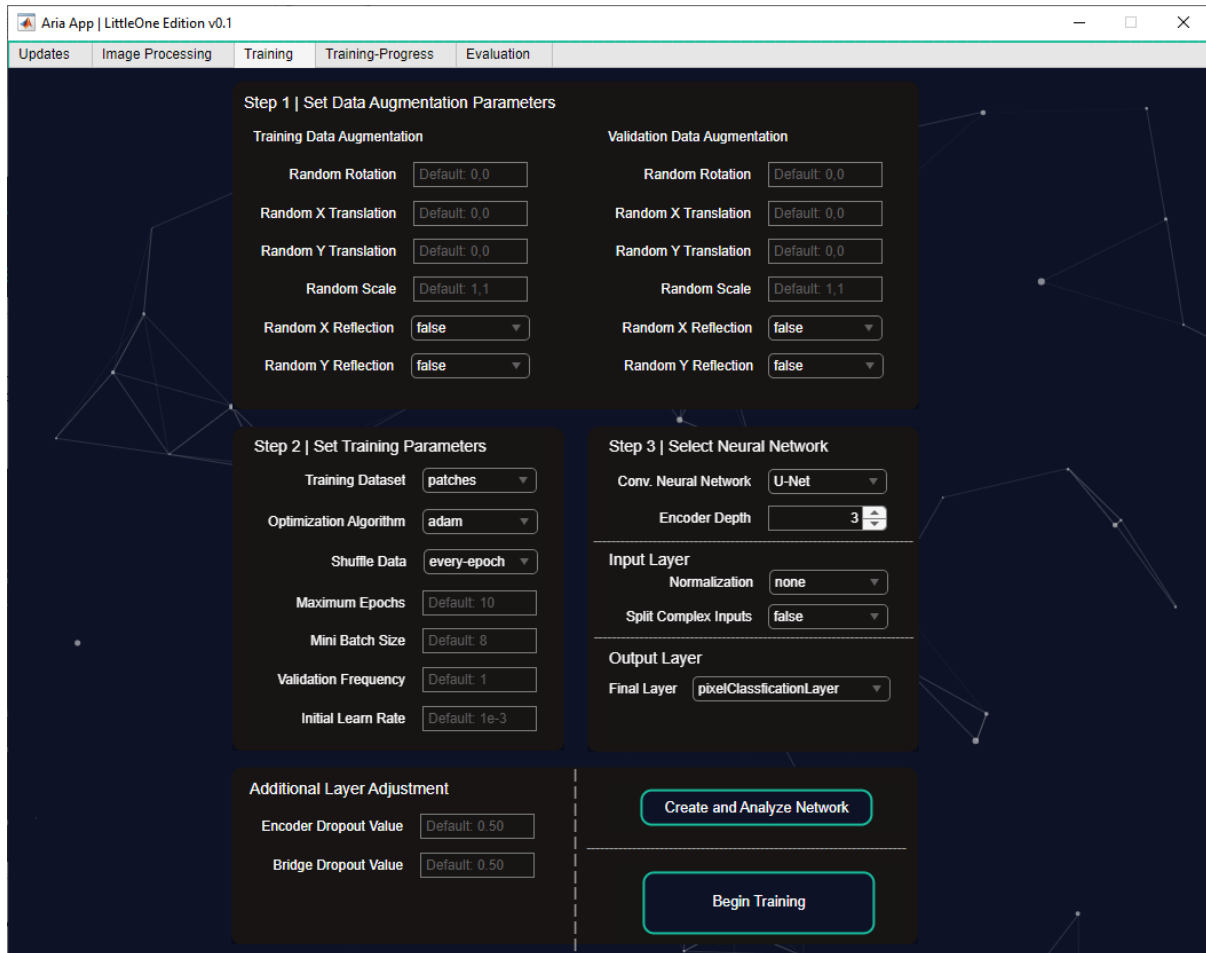 Aria App | LittleOne Edition v0.1
Updates Image Processing Training Training-Progress Evaluation
Step 1 | Set Data Augmentation Parameters
Training Data Augmentation
Random Rotation Default: 0,0
Random X Translation Default: 0,0
Random Y Translation Default: 0,0
Random Scale Default: 1,1
Random X Reflection false
Random Y Reflection false
Validation Data Augmentation
Random Rotation Default: 0,0
Random X Translation Default: 0,0
Random Y Translation Default: 0,0
Random Scale Default: 1,1
Random X Reflection false
Random Y Reflection false
Step 2 | Set Training Parameters
Training Dataset patches
Optimization Algorithm adam
Shuffle Data every-epoch
Maximum Epochs Default: 10
Mini Batch Size Default: 8
Validation Frequency Default: 1
Initial Learn Rate Default: 1e-3
Step 3 | Select Neural Network
Conv. Neural Network U-Net
Encoder Depth 3
Input Layer
Normalization none
Split Complex Inputs false
Output Layer
Final Layer pixelClassficationLayer
Additional Layer Adjustment
Encoder Dropout Value Default: 0.50
Bridge Dropout Value Default: 0.50
Create and Analyze Network
Begin Training